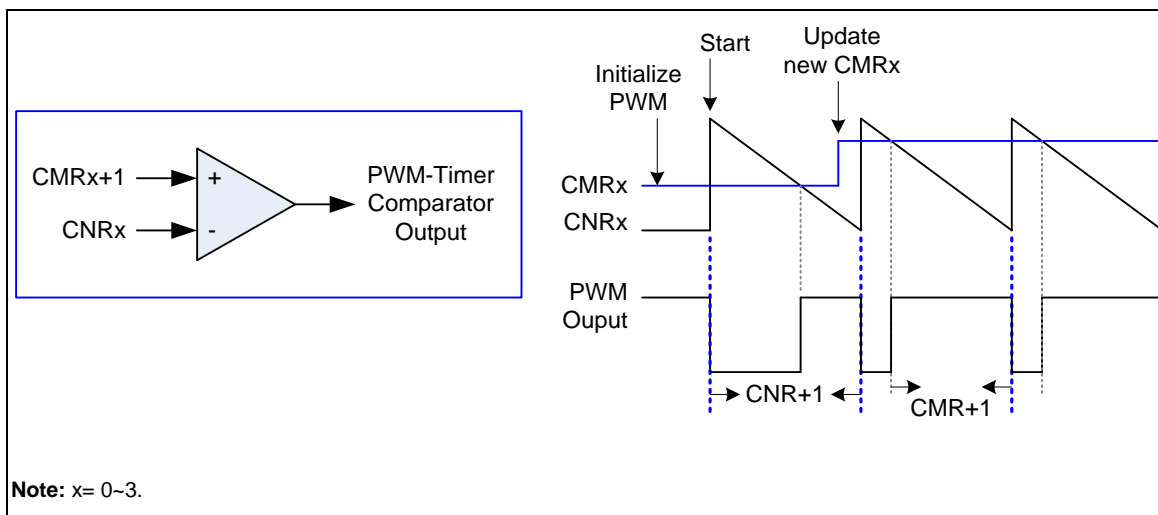 CMRx+1
CNRx
+
-
PWM-Timer
Comparator
Output
Start
Update
new CMRx
Initialize
PWM
CMRx
CNRx
PWM
Ouput
CNR+1
CMR+1
Note: x= 0~3.